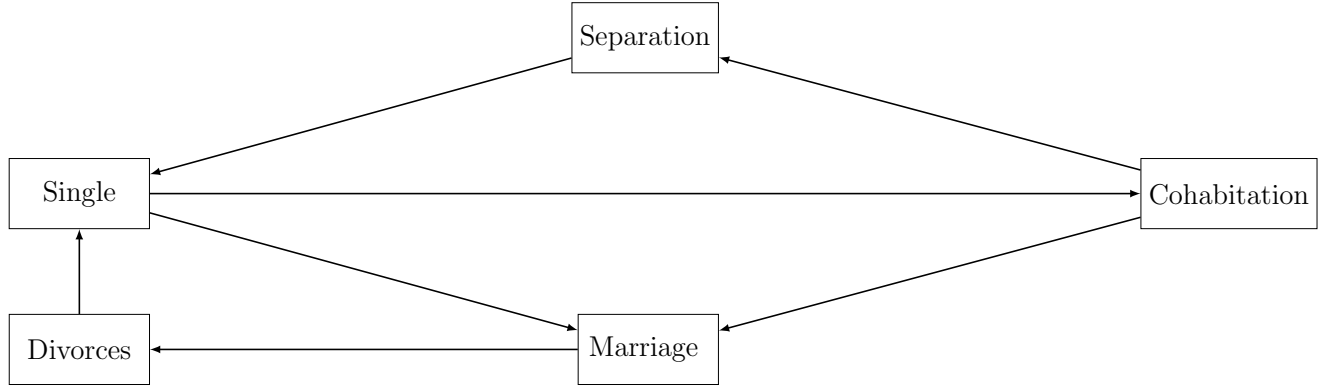 Separation
Single
Cohabitation
Divorces
Marriage